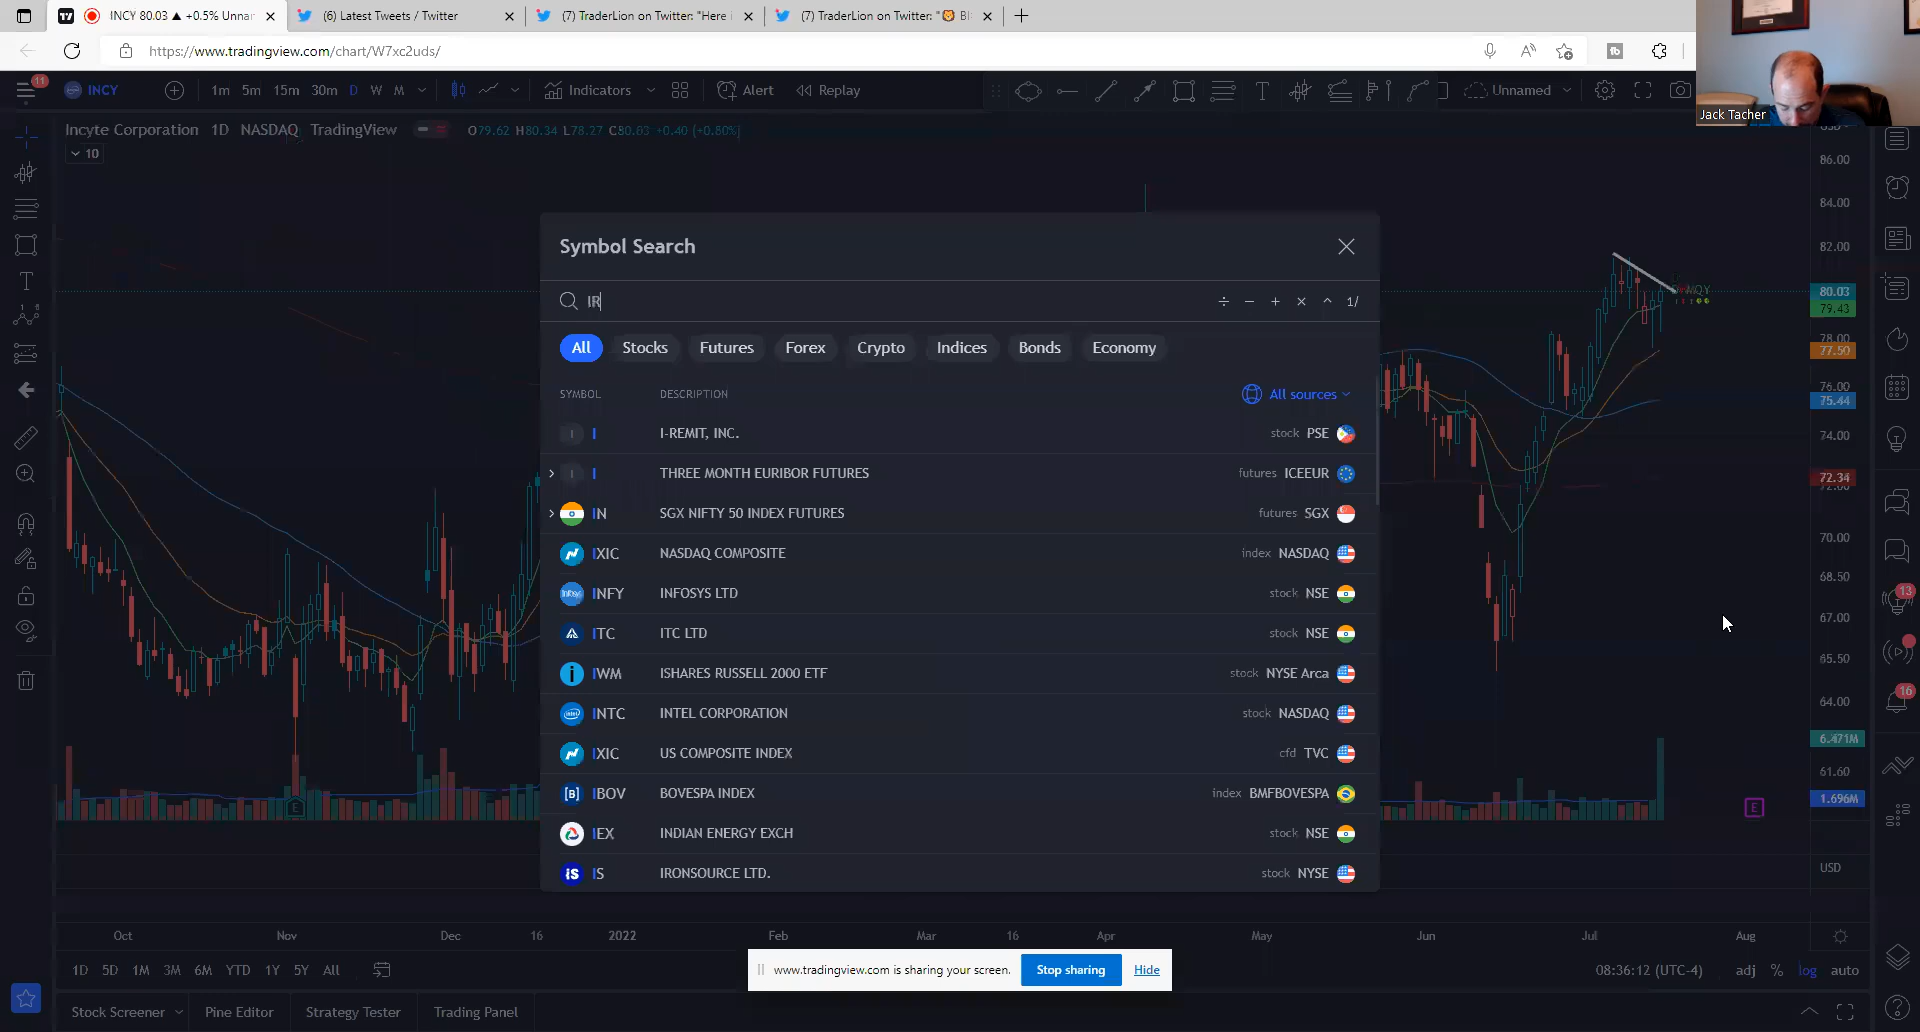 INCY 80.03 ▲ +0.5% Unnar
(6) Latest Tweets / Twitter
(7) TraderLion on Twitter: "Here i
(7) TraderLion on Twitter: "🦁 BI
https://www.tradingview.com/chart/W7xc2uds/
Jack Tacher
11
INCY
1m 5m 15m 30m D W M
Indicators
Alert
Replay
Unnamed
Incyte Corporation 1D NASDAQ TradingView
O79.62 H80.34 L78.27 C80.03 +0.40 (+0.50%)
10
Symbol Search
IR
÷ − + × ^ 1/
All Stocks Futures Forex Crypto Indices Bonds Economy
SYMBOL DESCRIPTION All sources
I I-REMIT, INC. stock PSE
I THREE MONTH EURIBOR FUTURES futures ICEEUR
IN SGX NIFTY 50 INDEX FUTURES futures SGX
IXIC NASDAQ COMPOSITE index NASDAQ
INFY INFOSYS LTD stock NSE
ITC ITC LTD stock NSE
IWM ISHARES RUSSELL 2000 ETF stock NYSE Arca
INTC INTEL CORPORATION stock NASDAQ
IXIC US COMPOSITE INDEX cfd TVC
IBOV BOVESPA INDEX index BMFBOVESPA
IEX INDIAN ENERGY EXCH stock NSE
IS IRONSOURCE LTD. stock NYSE
86.00
84.00
82.00
80.03
79.43
78.00
77.50
76.00
75.44
74.00
72.34
70.00
68.50
67.00
65.50
64.00
6.471M
61.60
1.696M
USD
13
16
E
E
Oct Nov Dec 16 2022 Feb Mar 16 Apr May Jun Jul Aug
1D 5D 1M 3M 6M YTD 1Y 5Y All
www.tradingview.com is sharing your screen. Stop sharing Hide
08:36:12 (UTC-4) adj % log auto
Stock Screener Pine Editor Strategy Tester Trading Panel